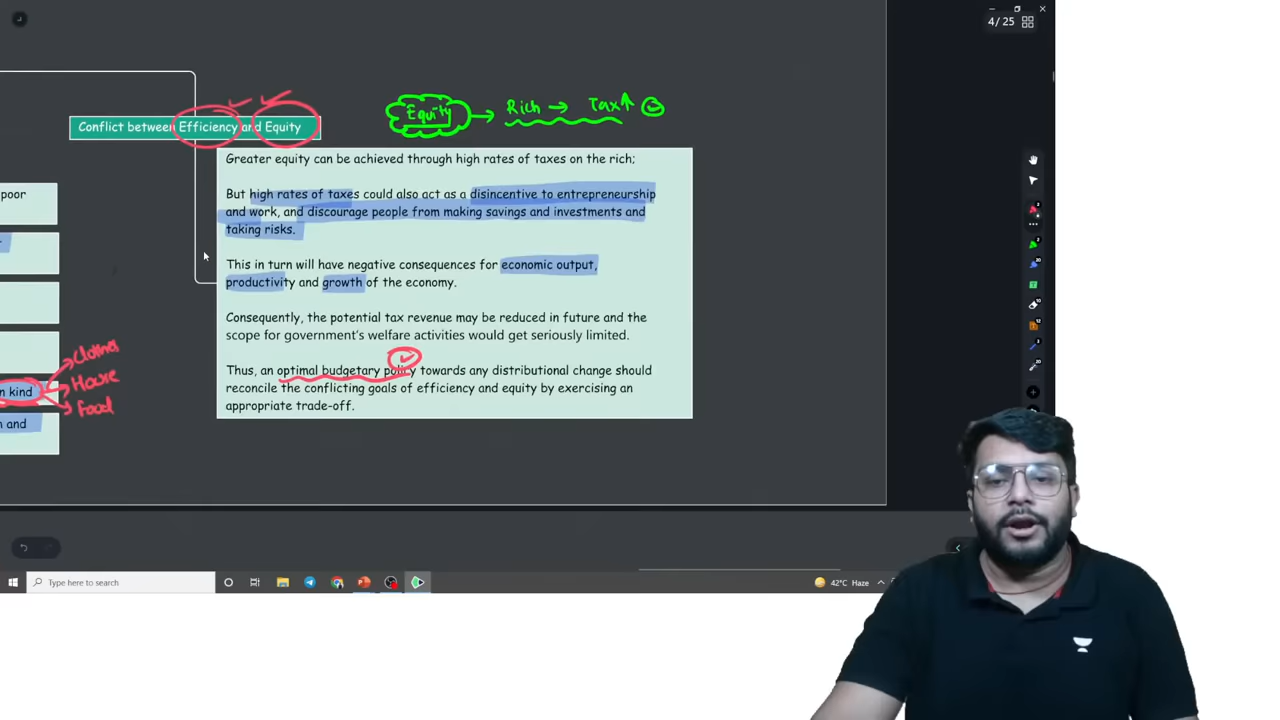 4/25
Equity → Rich → Tax↑
Conflict between Efficiency and Equity
Greater equity can be achieved through high rates of taxes on the rich;
But high rates of taxes could also act as a disincentive to entrepreneurship
and work, and discourage people from making savings and investments and
taking risks.
This in turn will have negative consequences for economic output,
productivity and growth of the economy.
Consequently, the potential tax revenue may be reduced in future and the
scope for government's welfare activities would get seriously limited.
Thus, an optimal budgetary policy towards any distributional change should
reconcile the conflicting goals of efficiency and equity by exercising an
appropriate trade-off.
poor
Clothes
House
kind
Food
and
Type here to search
42°C Haze